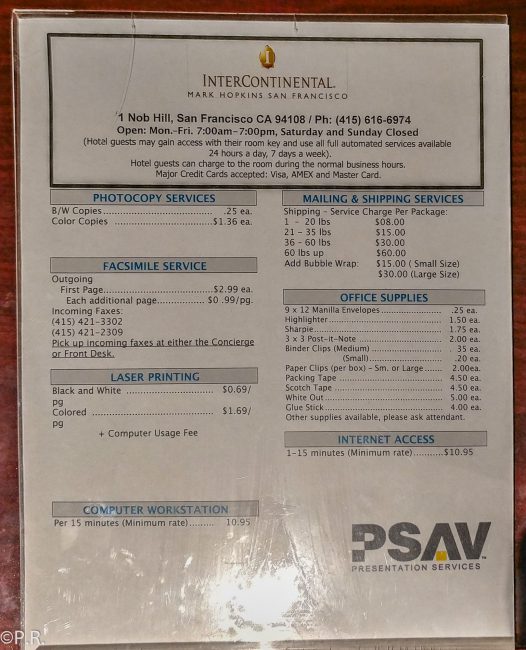 I
INTERCONTINENTAL.
MARK HOPKINS SAN FRANCISCO
1 Nob Hill, San Francisco CA 94108 / Ph: (415) 616-6974
Open: Mon.-Fri. 7:00am-7:00pm, Saturday and Sunday Closed
(Hotel guests may gain access with their room key and use all full automated services available
24 hours a day, 7 days a week).
Hotel guests can charge to the room during the normal business hours.
Major Credit Cards accepted: Visa, AMEX and Master Card.
PHOTOCOPY SERVICES
B/W Copies............................ .25 ea.
Color Copies ..........................$1.36 ea.
FACSIMILE SERVICE
Outgoing
First Page............................$2.99 ea.
Each additional page.............$0 .99/pg.
Incoming Faxes:
(415) 421-3302
(415) 421-2309
Pick up incoming faxes at either the Concierge
or Front Desk.
LASER PRINTING
Black and White ....................... $0.69/
pg
Colored ................................ $1.69/
pg
+ Computer Usage Fee
COMPUTER WORKSTATION
Per 15 minutes (Minimum rate)......... 10.95
MAILING & SHIPPING SERVICES
Shipping - Service Charge Per Package:
1 - 20 lbs $08.00
21 - 35 lbs $15.00
36 - 60 lbs $30.00
60 lbs up $60.00
Add Bubble Wrap: $15.00 ( Small Size)
$30.00 (Large Size)
OFFICE SUPPLIES
9 x 12 Manilla Envelopes................. .25 ea.
Highlighter.................................. 1.50 ea.
Sharpie....................................... 1.75 ea.
3 x 3 Post-it-Note ........................ 2.00 ea.
Binder Clips (Medium) .................... . 35 ea.
(Small)..................... .20 ea.
Paper Clips (per box) - Sm. or Large ...... 2.00ea.
Packing Tape ............................... 4.50 ea.
Scotch Tape ................................ 4.50 ea.
White Out................................... 5.00 ea.
Glue Stick................................... 4.00 ea.
Other supplies available, please ask attendant.
INTERNET ACCESS
1-15 minutes (Minimum rate)...........$10.95
PSAV™
PRESENTATION SERVICES
©P.R.